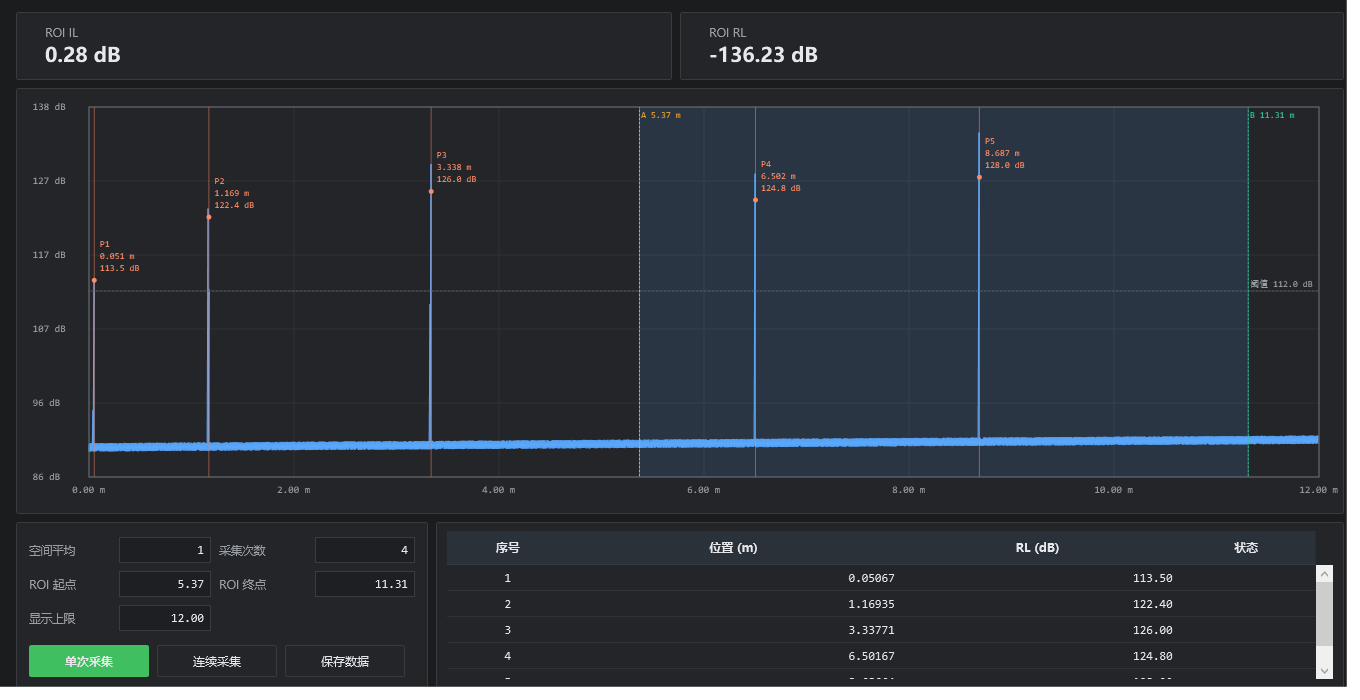 ROI IL
0.28 dB
ROI RL
-136.23 dB
138 dB
127 dB
117 dB
107 dB
96 dB
86 dB
A 5.37 m
B 11.31 m
P1
0.051 m
113.5 dB
P2
1.169 m
122.4 dB
P3
3.338 m
126.0 dB
P4
6.502 m
124.8 dB
P5
8.687 m
128.0 dB
阈值 112.0 dB
0.00 m 2.00 m 4.00 m 6.00 m 8.00 m 10.00 m 12.00 m
空间平均 1 采集次数 4
ROI 起点 5.37 ROI 终点 11.31
显示上限 12.00
单次采集 连续采集 保存数据
序号 位置 (m) RL (dB) 状态
1 0.05067 113.50
2 1.16935 122.40
3 3.33771 126.00
4 6.50167 124.80